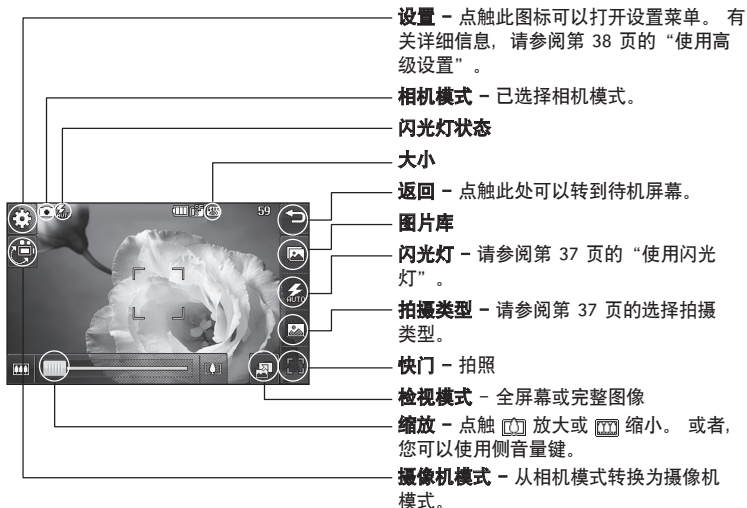 设置 – 点触此图标可以打开设置菜单。 有
关详细信息, 请参阅第 38 页的“使用高
级设置”。
相机模式 – 已选择相机模式。
闪光灯状态
大小
返回 – 点触此处可以转到待机屏幕。
图片库
闪光灯 – 请参阅第 37 页的“使用闪光
灯”。
拍摄类型 – 请参阅第 37 页的选择拍摄
类型。
快门 – 拍照
检视模式 – 全屏幕或完整图像
缩放 – 点触 放大或 缩小。 或者,
您可以使用侧音量键。
摄像机模式 – 从相机模式转换为摄像机
模式。
59
AUTO